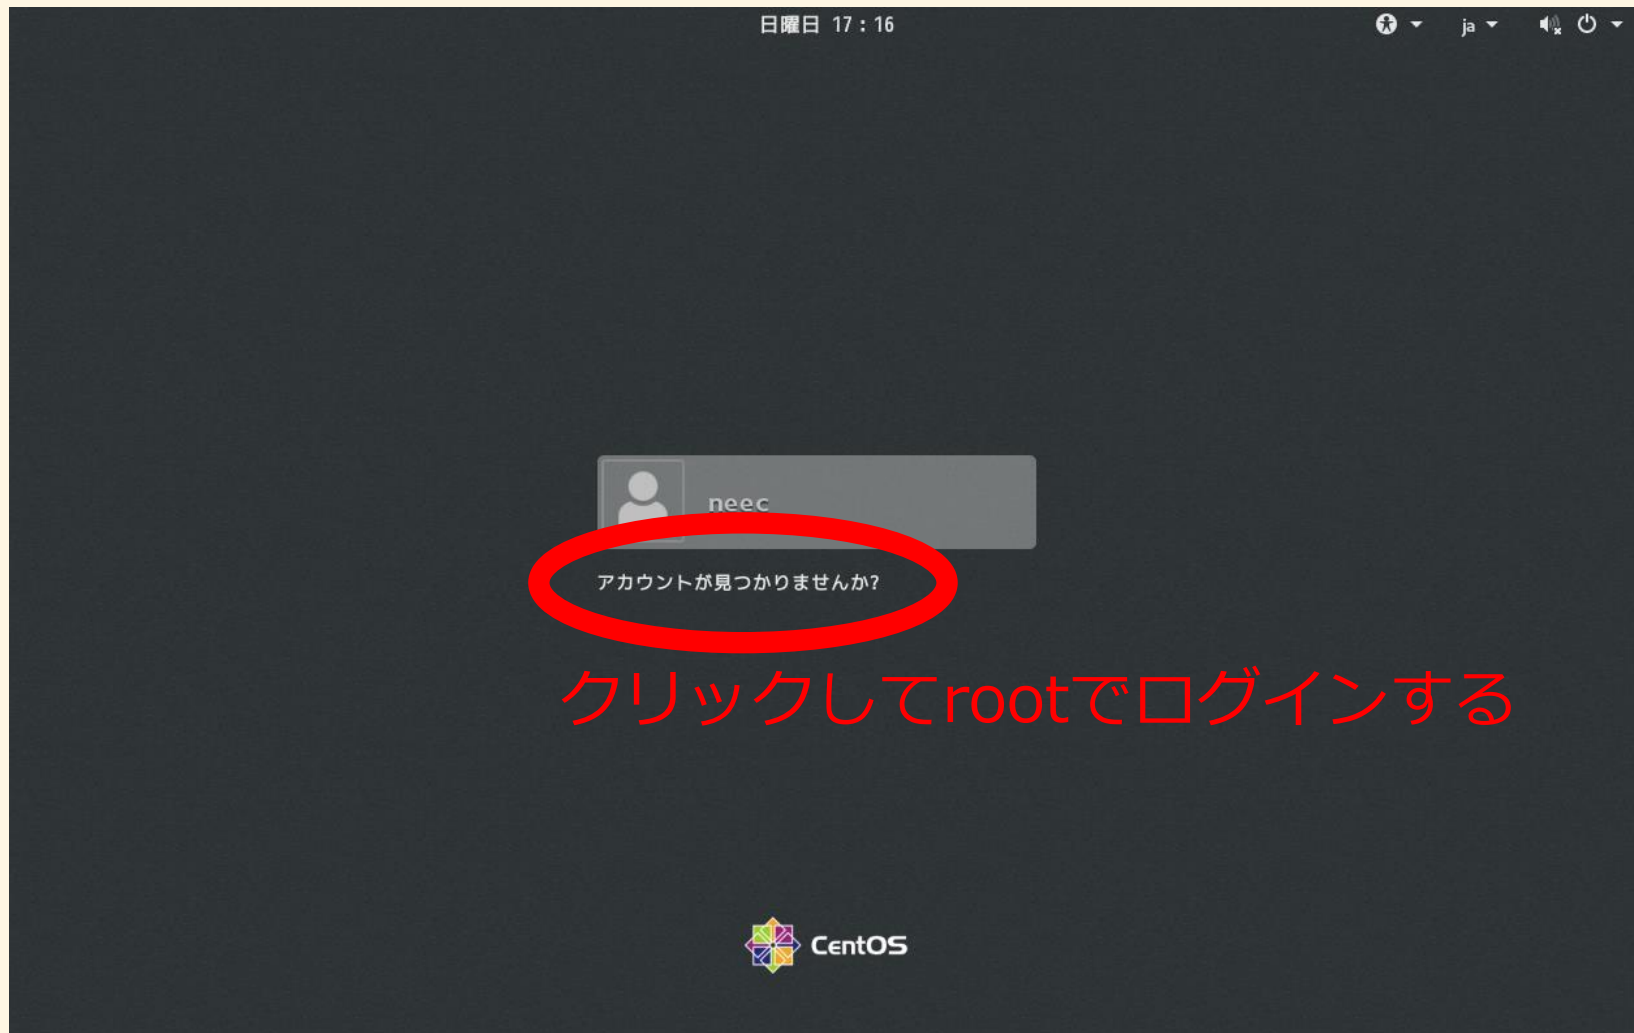 日曜日 17：16
ja
neec
アカウントが見つかりませんか?
クリックしてrootでログインする
CentOS